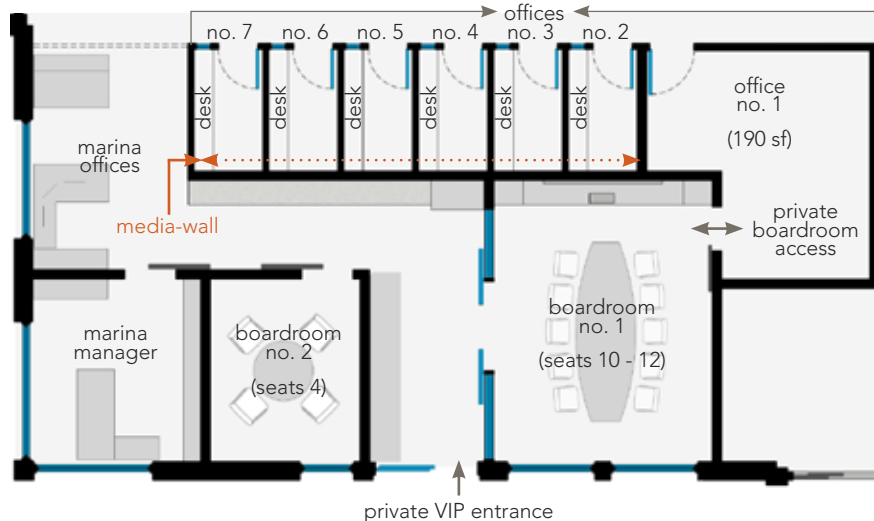 offices
no. 7
no. 6
no. 5
no. 4
no. 3
no. 2
desk
desk
desk
desk
desk
desk
office
no. 1
(190 sf)
marina
offices
media-wall
private
boardroom
access
marina
manager
boardroom
no. 2
(seats 4)
boardroom
no. 1
(seats 10 - 12)
private VIP entrance